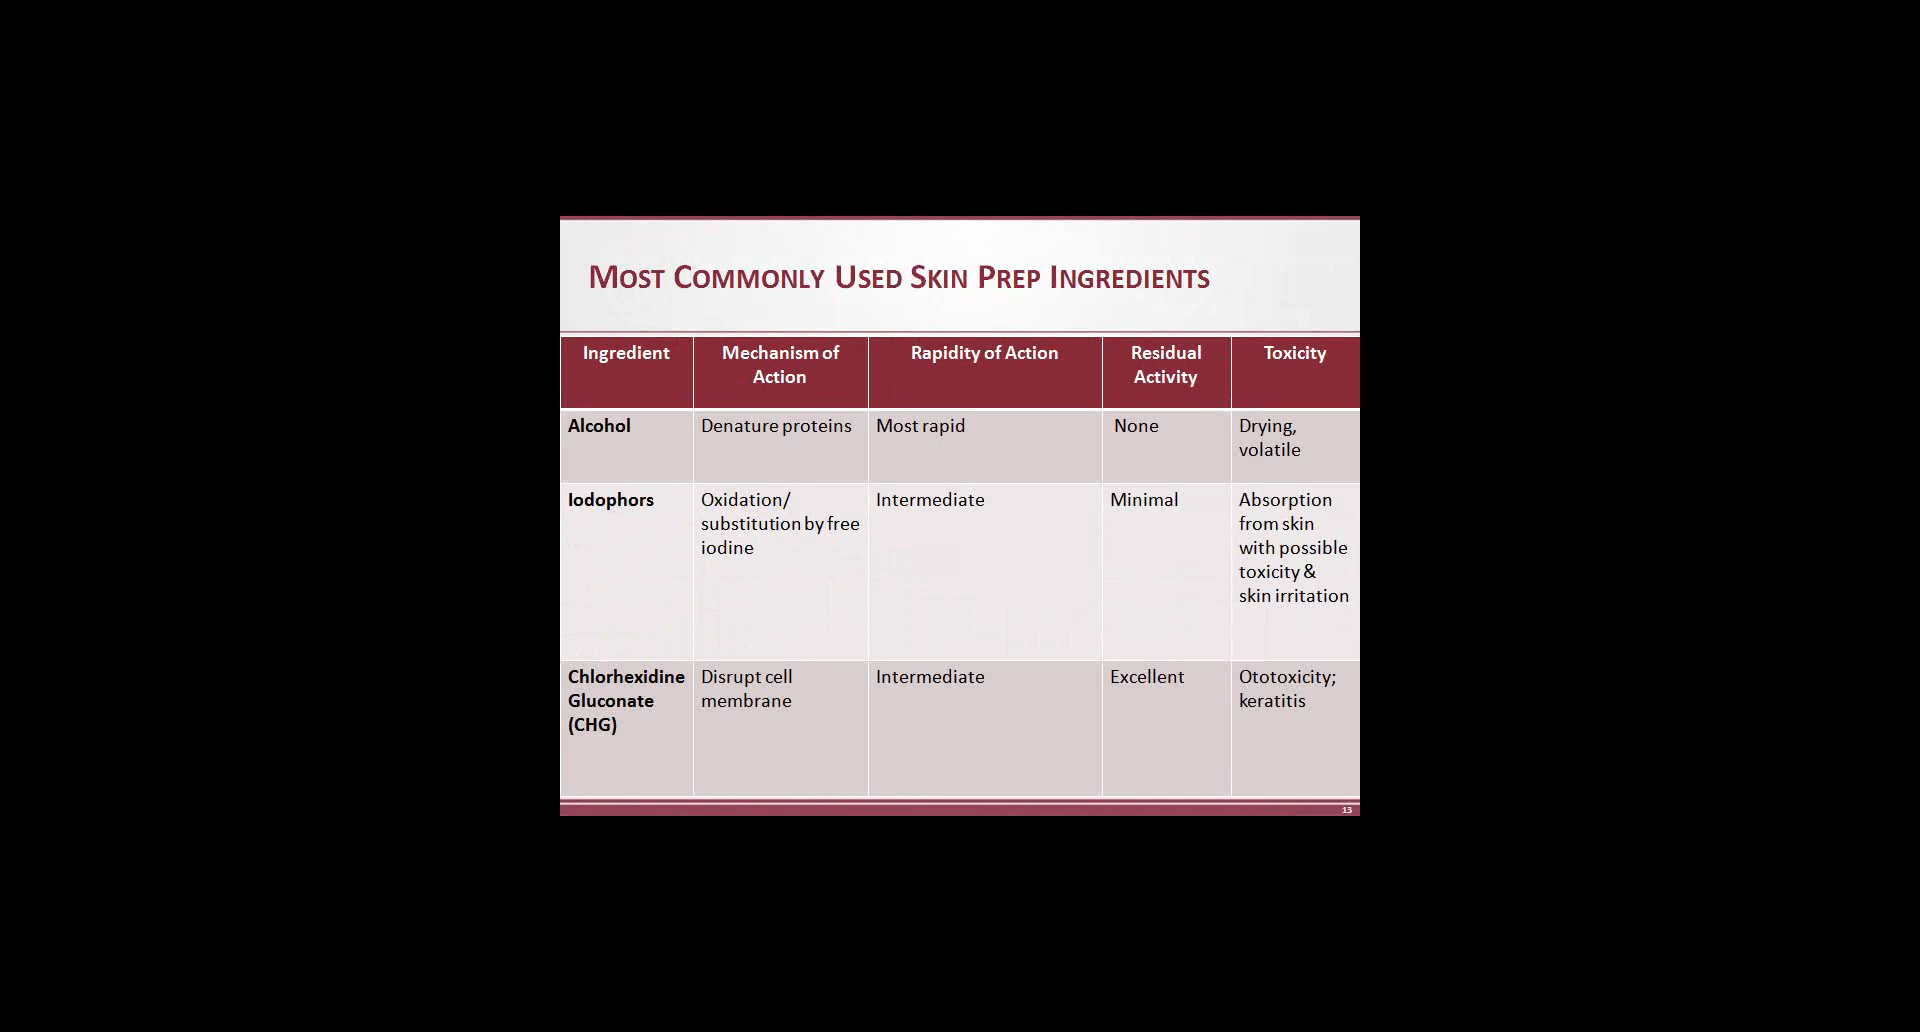 MOST COMMONLY USED SKIN PREP INGREDIENTS
Ingredient
Mechanism of
Action
Rapidity of Action
Residual
Activity
Toxicity
Alcohol
Denature proteins
Most rapid
None
Drying,
volatile
Iodophors
Oxidation/
substitution by free
iodine
Intermediate
Minimal
Absorption
from skin
with possible
toxicity &
skin irritation
Chlorhexidine
Gluconate
(CHG)
Disrupt cell
membrane
Intermediate
Excellent
Ototoxicity;
keratitis
13